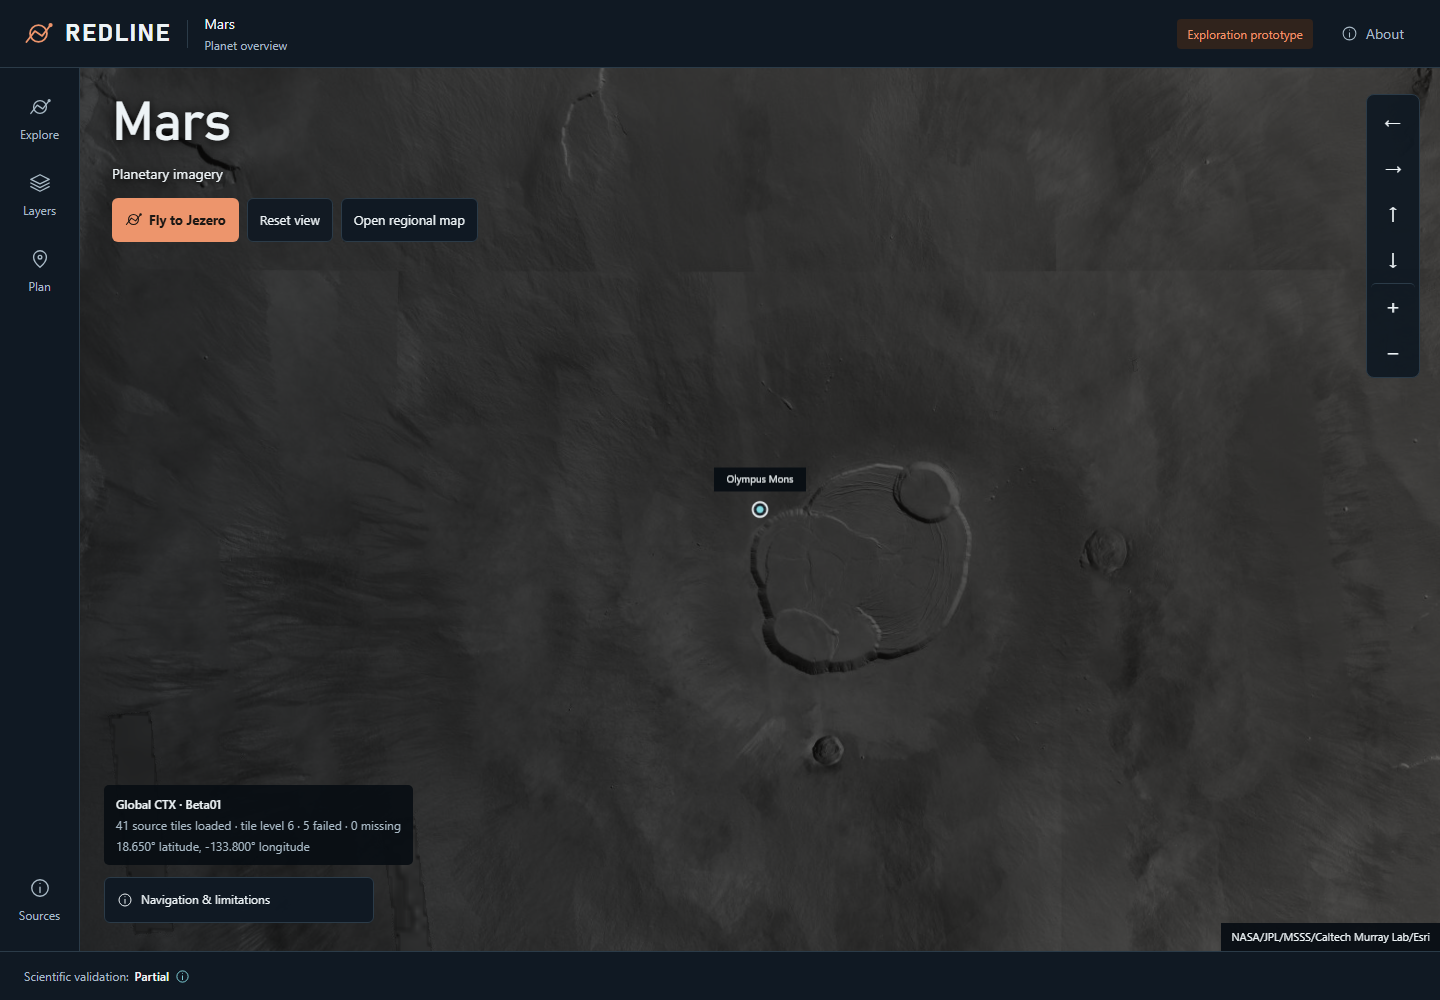 REDLINE
Mars
Planet overview
Exploration prototype
About
Explore
Layers
Plan
Sources
Mars
Planetary imagery
Fly to Jezero
Reset view
Open regional map
←
→
↑
↓
+
−
Olympus Mons
Global CTX · Beta01
41 source tiles loaded · tile level 6 · 5 failed · 0 missing
18.650° latitude, -133.800° longitude
Navigation & limitations
NASA/JPL/MSSS/Caltech Murray Lab/Esri
Scientific validation: Partial